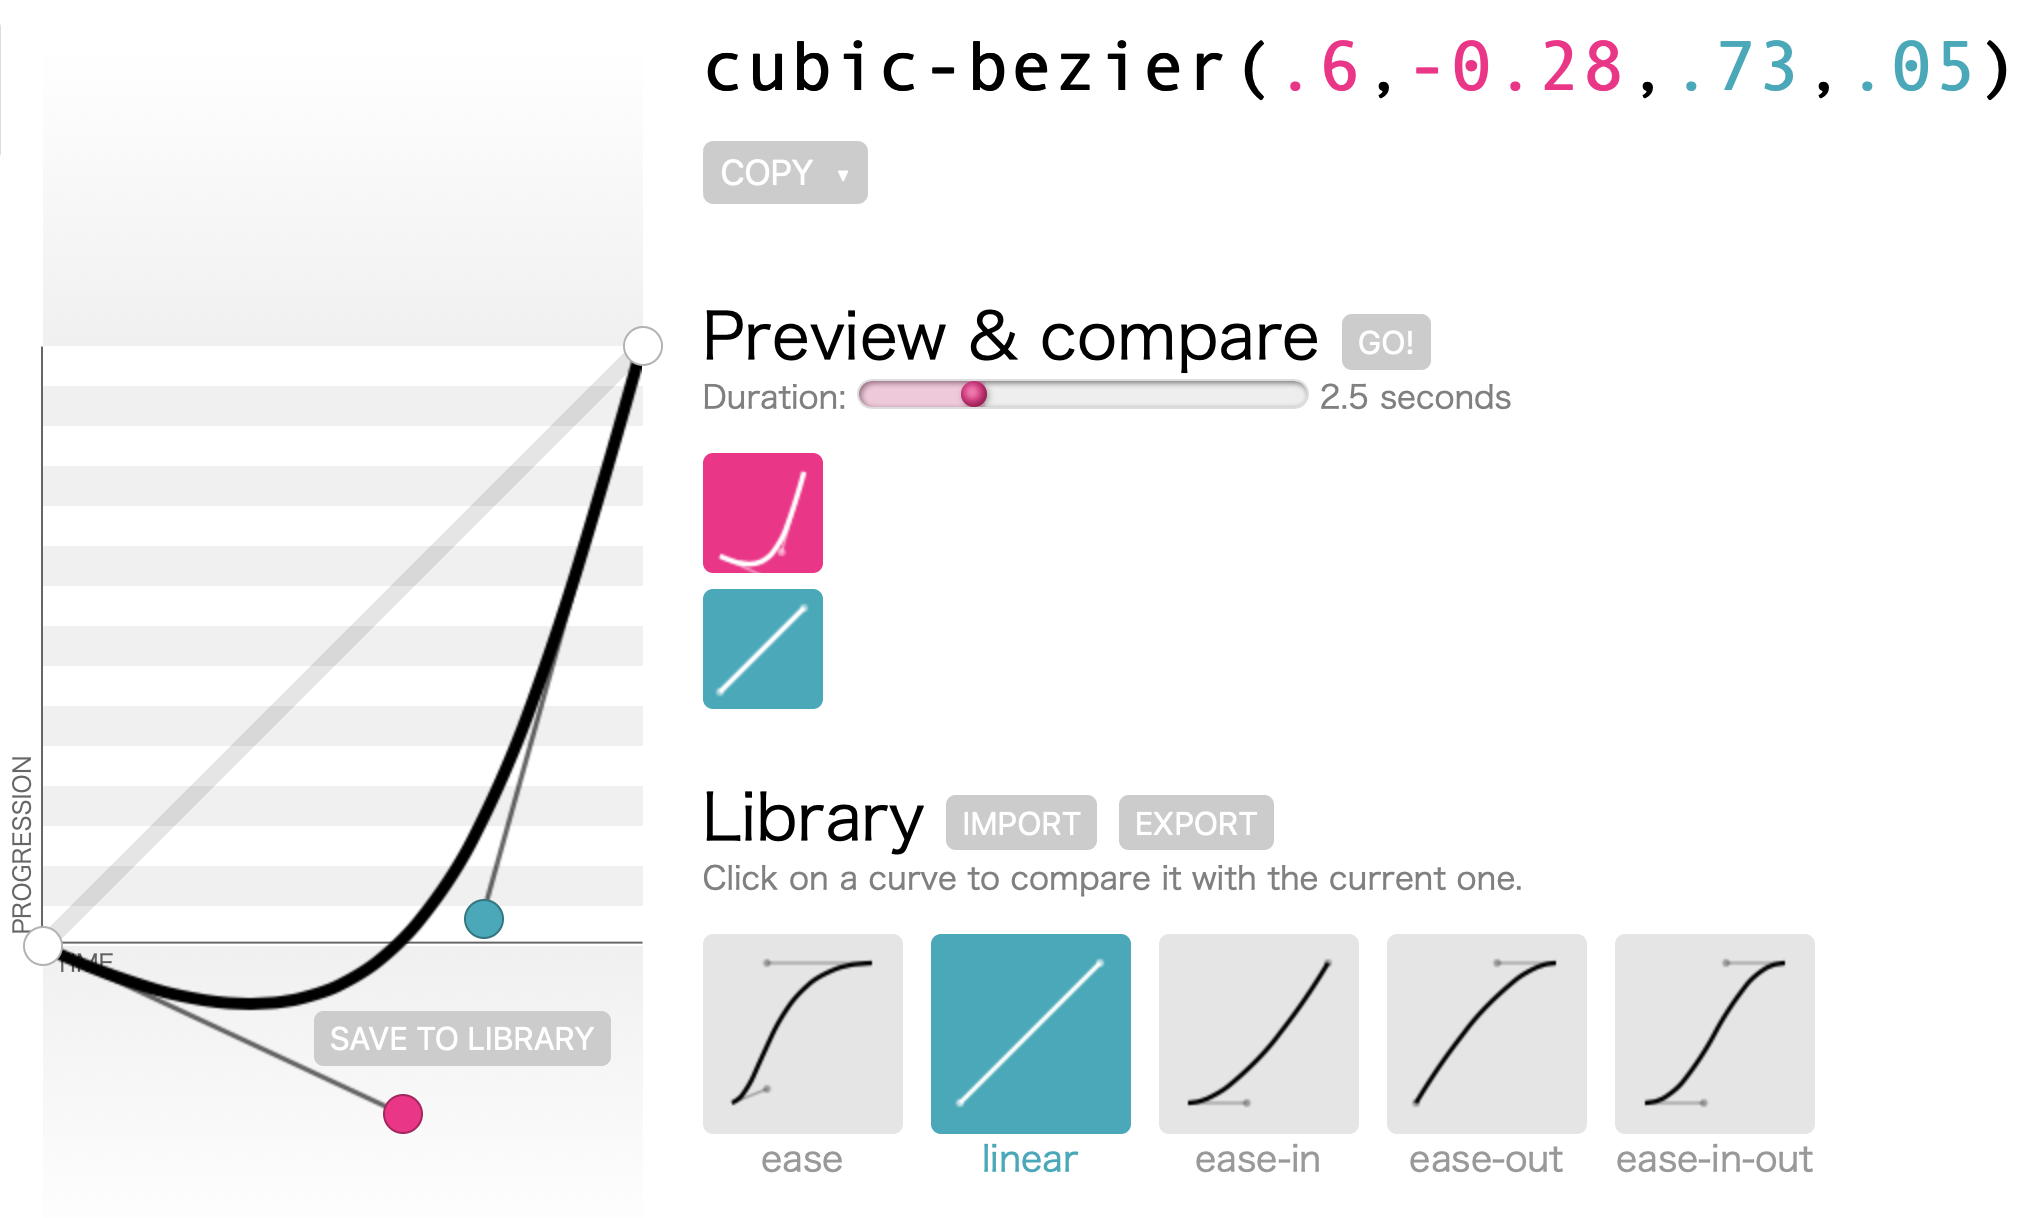 cubic-bezier(.6,-0.28,.73,.05)
COPY ▾
Preview & compare GO!
Duration: 2.5 seconds
PROGRESSION
TIME
SAVE TO LIBRARY
Library IMPORT EXPORT
Click on a curve to compare it with the current one.
ease linear ease-in ease-out ease-in-out